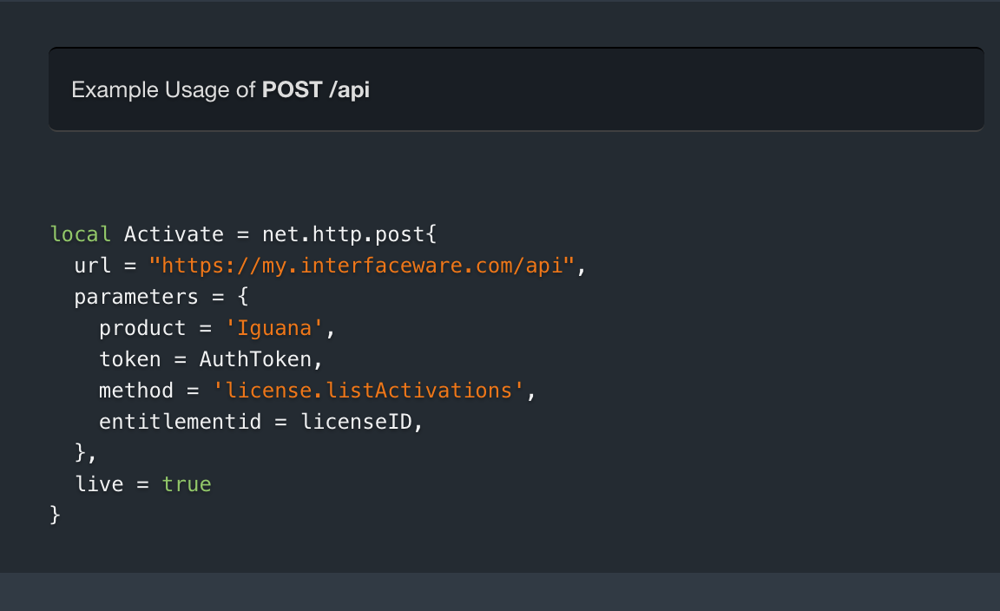 Example Usage of POST /api
local Activate = net.http.post{
  url = "https://my.interfaceware.com/api",
  parameters = {
    product = 'Iguana',
    token = AuthToken,
    method = 'license.listActivations',
    entitlementid = licenseID,
  },
  live = true
}